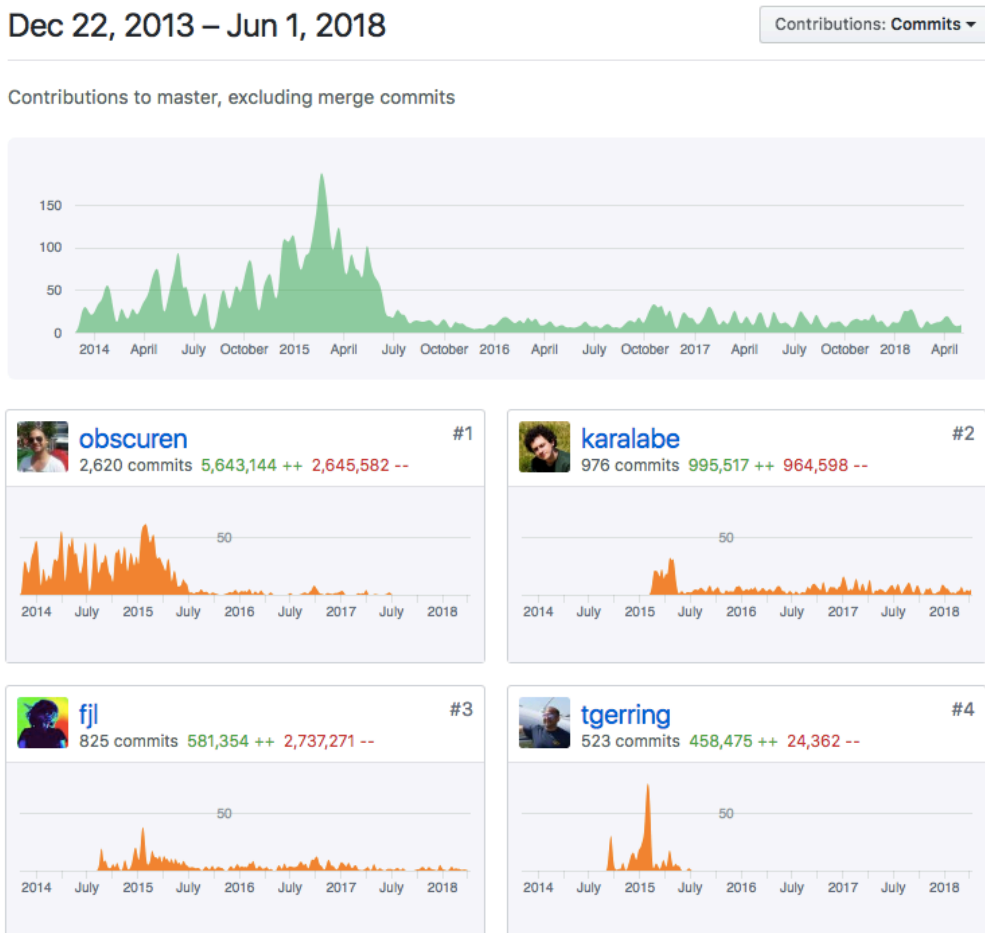 Dec 22, 2013 – Jun 1, 2018
Contributions: Commits
Contributions to master, excluding merge commits
150
100
50
0
2014 April July October 2015 April July October 2016 April July October 2017 April July October 2018 April
obscuren #1
2,620 commits 5,643,144 ++ 2,645,582 --
50
2014 July 2015 July 2016 July 2017 July 2018
karalabe #2
976 commits 995,517 ++ 964,598 --
50
2014 July 2015 July 2016 July 2017 July 2018
fjl #3
825 commits 581,354 ++ 2,737,271 --
50
2014 July 2015 July 2016 July 2017 July 2018
tgerring #4
523 commits 458,475 ++ 24,362 --
50
2014 July 2015 July 2016 July 2017 July 2018